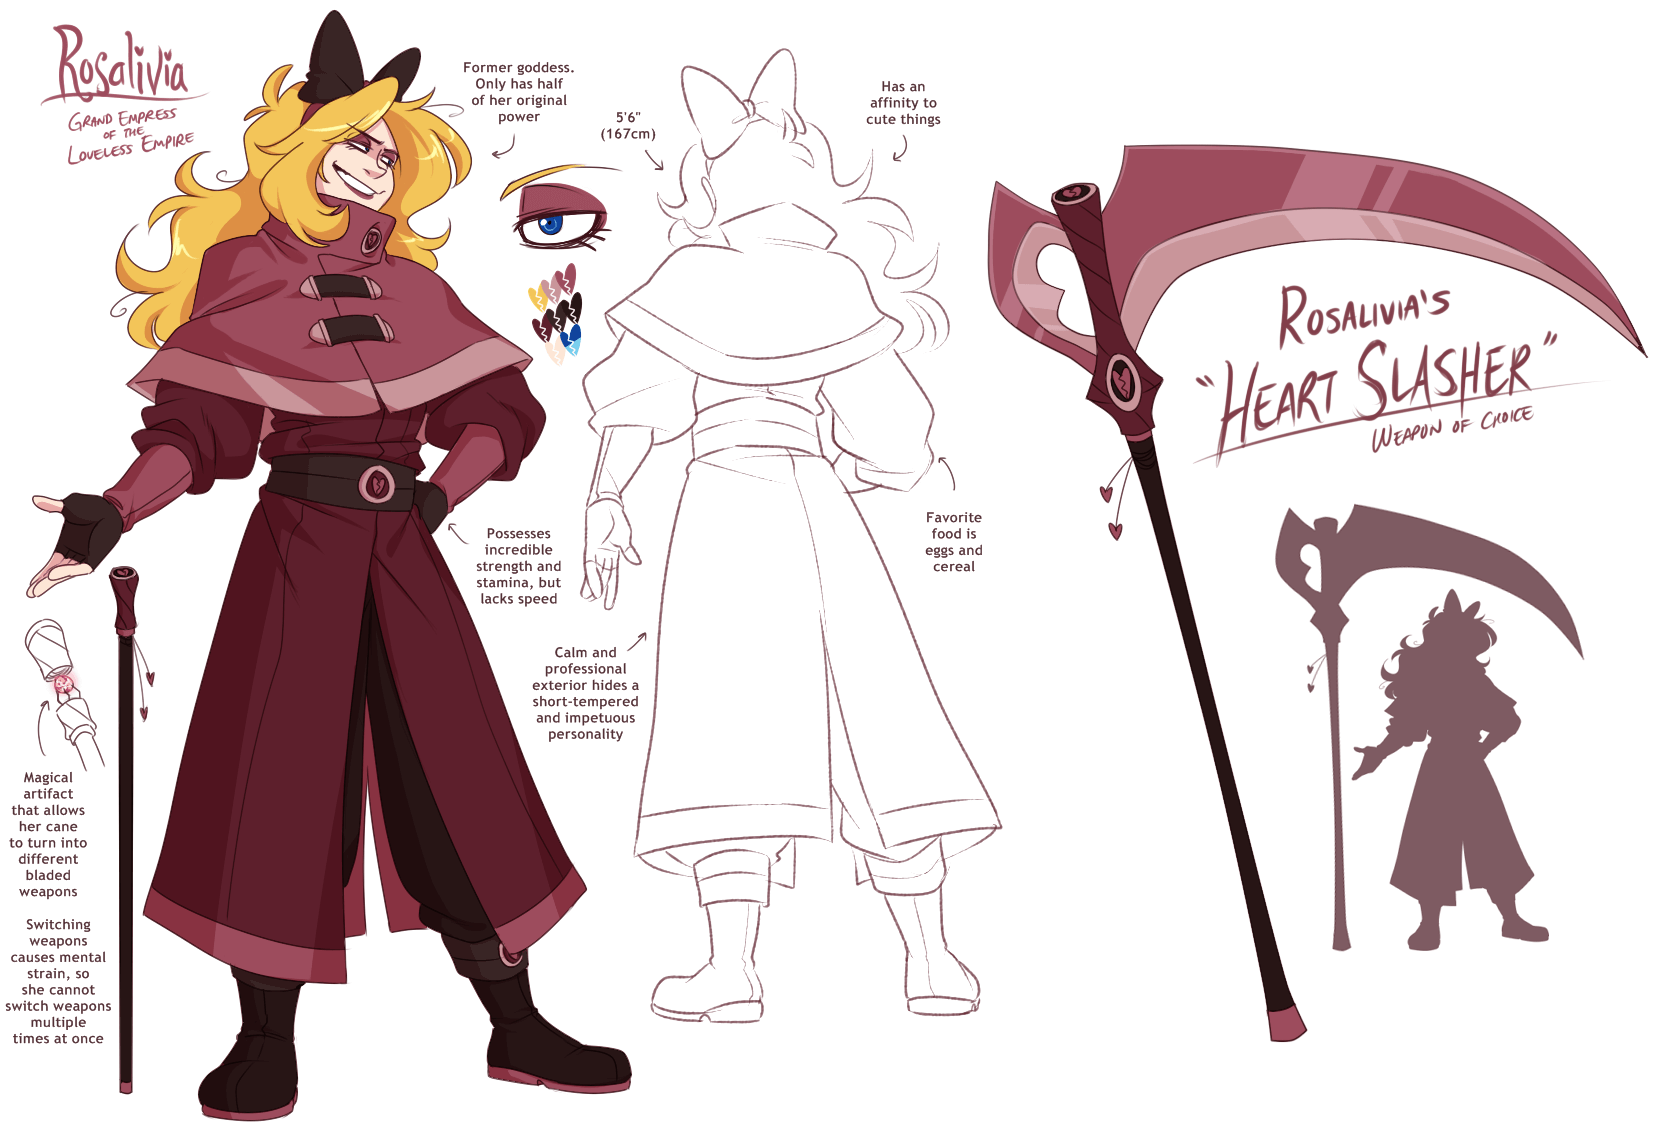 Rosalivia
GRAND EMPRESS
OF THE
LOVELESS EMPIRE
Former goddess.
Only has half
of her original
power
5'6"
(167cm)
Has an
affinity to
cute things
Possesses
incredible
strength and
stamina, but
lacks speed
Favorite
food is
eggs and
cereal
Calm and
professional
exterior hides a
short-tempered
and impetuous
personality
Magical
artifact
that allows
her cane
to turn into
different
bladed
weapons
Switching
weapons
causes mental
strain, so
she cannot
switch weapons
multiple
times at once
ROSALIVIA'S
"HEART SLASHER"
WEAPON OF CHOICE